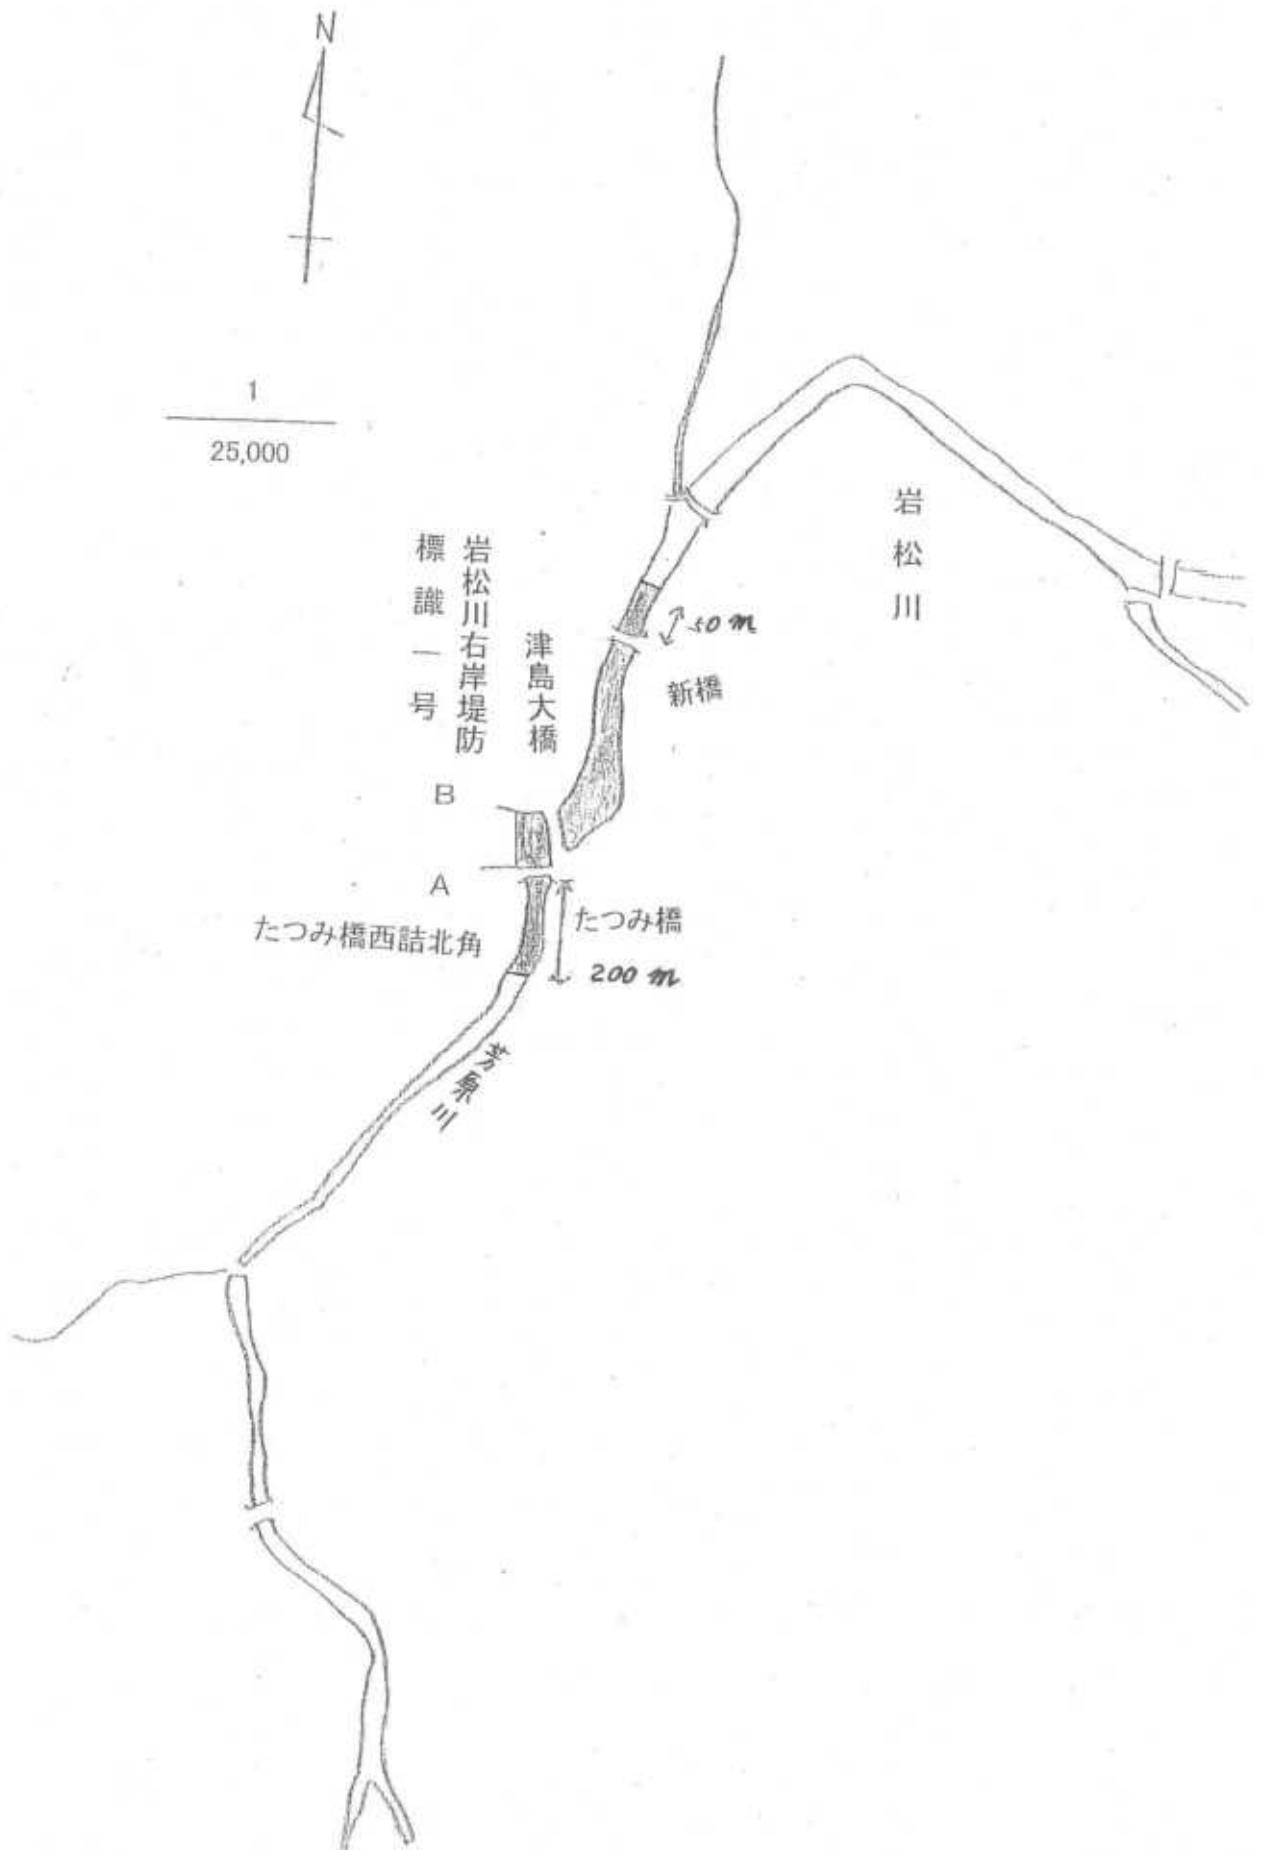 N
1
25,000
岩松川
50 m
新橋
津島大橋
岩松川右岸堤防
標識一号
B
A
たつみ橋西詰北角
たつみ橋
200 m
芳原川